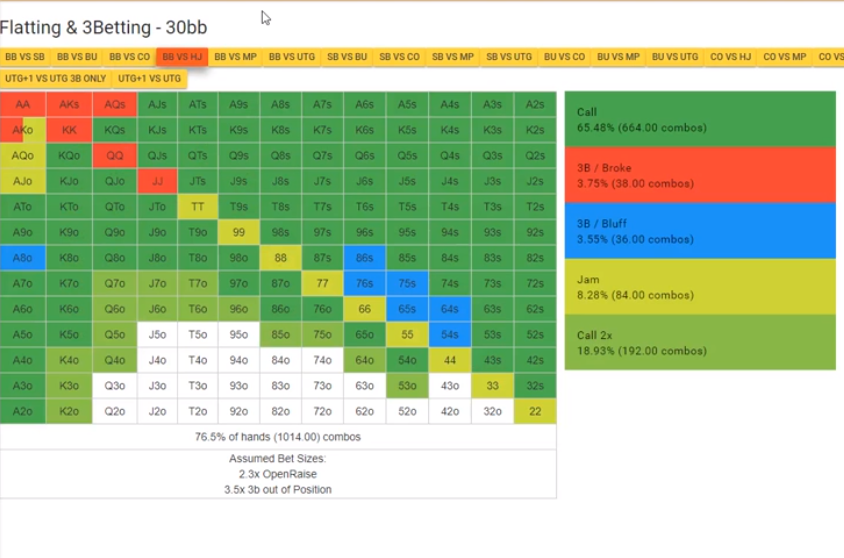 Flatting & 3Betting - 30bb
BB VS SB BB VS BU BB VS CO BB VS HJ BB VS MP BB VS UTG SB VS BU SB VS CO SB VS MP SB VS UTG BU VS CO BU VS MP BU VS UTG CO VS HJ CO VS MP CO VS
UTG+1 VS UTG 3B ONLY UTG+1 VS UTG
AA AKs AQs AJs ATs A9s A8s A7s A6s A5s A4s A3s A2s
AKo KK KQs KJs KTs K9s K8s K7s K6s K5s K4s K3s K2s
AQo KQo QQ QJs QTs Q9s Q8s Q7s Q6s Q5s Q4s Q3s Q2s
AJo KJo QJo JJ JTs J9s J8s J7s J6s J5s J4s J3s J2s
ATo KTo QTo JTo TT T9s T8s T7s T6s T5s T4s T3s T2s
A9o K9o Q9o J9o T9o 99 98s 97s 96s 95s 94s 93s 92s
A8o K8o Q8o J8o T8o 98o 88 87s 86s 85s 84s 83s 82s
A7o K7o Q7o J7o T7o 97o 87o 77 76s 75s 74s 73s 72s
A6o K6o Q6o J6o T6o 96o 86o 76o 66 65s 64s 63s 62s
A5o K5o Q5o J5o T5o 95o 85o 75o 65o 55 54s 53s 52s
A4o K4o Q4o J4o T4o 94o 84o 74o 64o 54o 44 43s 42s
A3o K3o Q3o J3o T3o 93o 83o 73o 63o 53o 43o 33 32s
A2o K2o Q2o J2o T2o 92o 82o 72o 62o 52o 42o 32o 22
76.5% of hands (1014.00) combos
Assumed Bet Sizes:
2.3x OpenRaise
3.5x 3b out of Position
Call
65.48% (664.00 combos)
3B / Broke
3.75% (38.00 combos)
3B / Bluff
3.55% (36.00 combos)
Jam
8.28% (84.00 combos)
Call 2x
18.93% (192.00 combos)